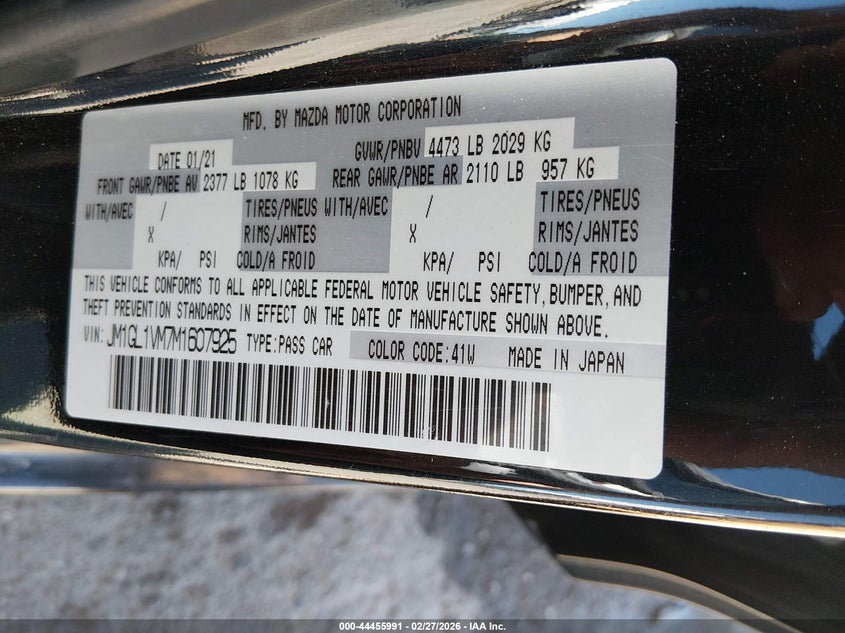 MFD. BY MAZDA MOTOR CORPORATION
DATE 01/21 GVWR/PNBV 4473 LB 2029 KG
FRONT GAWR/PNBE AV 2377 LB 1078 KG REAR GAWR/PNBE AR 2110 LB 957 KG
WITH/AVEC / TIRES/PNEUS WITH/AVEC / TIRES/PNEUS
X RIMS/JANTES X RIMS/JANTES
KPA/ PSI COLD/A FROID KPA/ PSI COLD/A FROID
THIS VEHICLE CONFORMS TO ALL APPLICABLE FEDERAL MOTOR VEHICLE SAFETY, BUMPER, AND
THEFT PREVENTION STANDARDS IN EFFECT ON THE DATE OF MANUFACTURE SHOWN ABOVE.
VIN: JM1GL1VM7M1607925 TYPE:PASS CAR COLOR CODE:41W MADE IN JAPAN
000-44455991 | 02/27/2026 - IAA Inc.